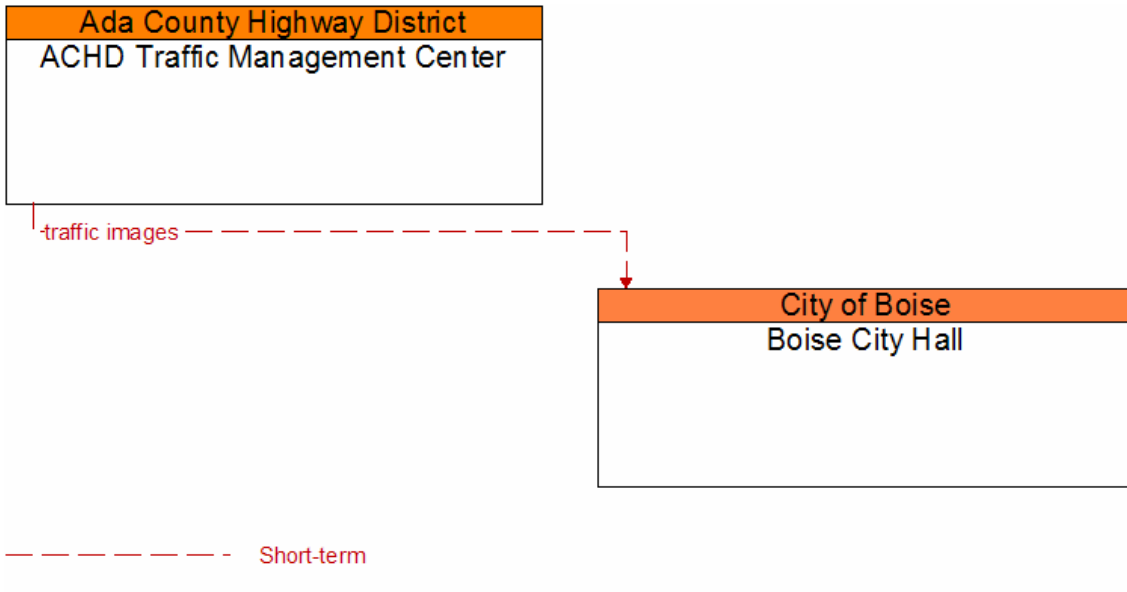 Ada County Highway District
ACHD Traffic Management Center
traffic images
City of Boise
Boise City Hall
Short-term